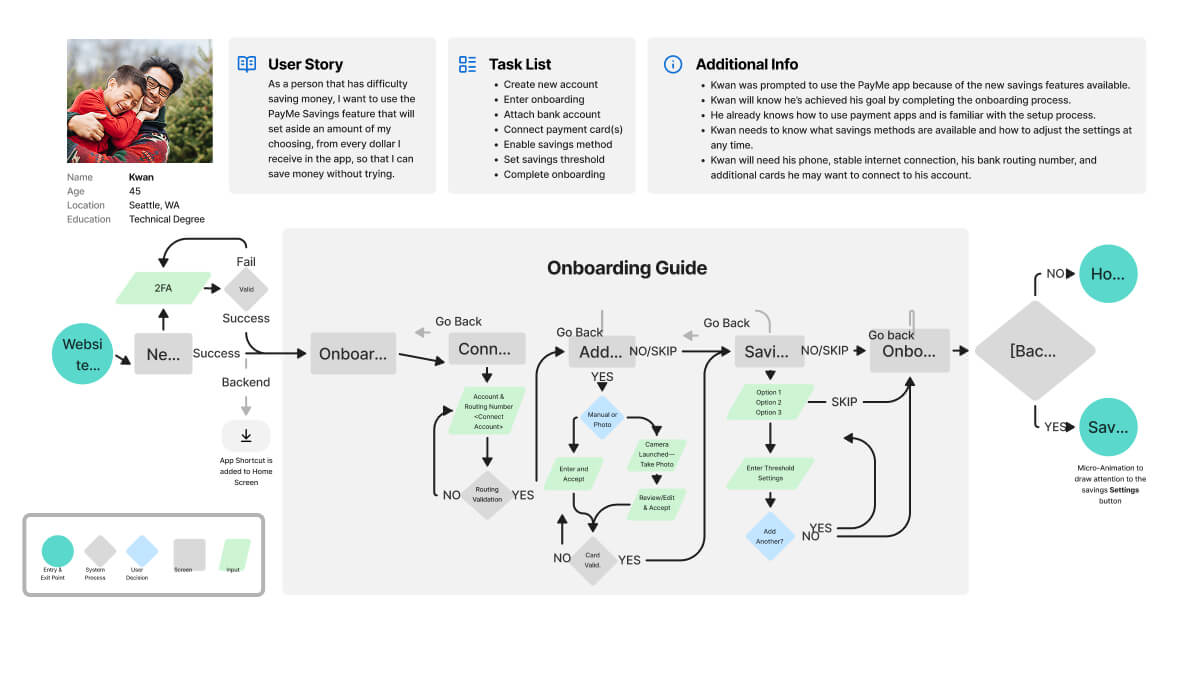 User Story
As a person that has difficulty
saving money, I want to use the
PayMe Savings feature that will
set aside an amount of my
choosing, from every dollar I
receive in the app, so that I can
save money without trying.
Task List
• Create new account
• Enter onboarding
• Attach bank account
• Connect payment card(s)
• Enable savings method
• Set savings threshold
• Complete onboarding
Additional Info
• Kwan was prompted to use the PayMe app because of the new savings features available.
• Kwan will know he's achieved his goal by completing the onboarding process.
• He already knows how to use payment apps and is familiar with the setup process.
• Kwan needs to know what savings methods are available and how to adjust the settings at
any time.
• Kwan will need his phone, stable internet connection, his bank routing number, and
additional cards he may want to connect to his account.
Name Kwan
Age 45
Location Seattle, WA
Education Technical Degree
Fail
2FA
Valid
Success
Websi
te...
Ne...
Success
Backend
App Shortcut is
added to Home
Screen
Onboarding Guide
Onboar...
Go Back
Conn...
Account &
Routing Number
<Connect
Account>
NO
Routing
Validation
YES
Go Back
Add...
NO/SKIP
YES
Manual or
Photo
Camera
Launched—
Take Photo
Enter and
Accept
Review/Edit
& Accept
NO
Card
Valid.
YES
Go Back
Savi...
NO/SKIP
Option 1
Option 2
Option 3
SKIP
Enter Threshold
Settings
Add
Another?
YES
NO
Go back
Onbo...
[Bac...
NO
Ho...
YES
Sav...
Micro-Animation to
draw attention to the
savings Settings
button
Entry &
Exit Point
System
Process
User
Decision
Screen
Input